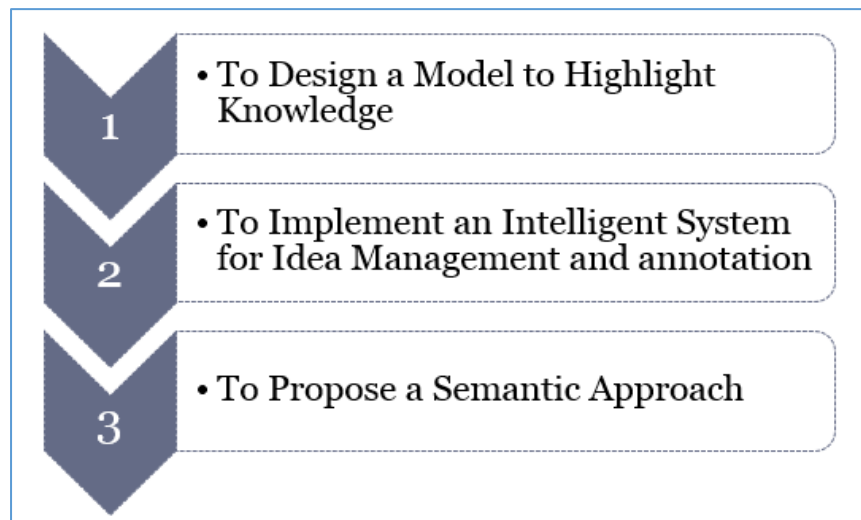 1
• To Design a Model to Highlight
Knowledge
2
• To Implement an Intelligent System
for Idea Management and annotation
3
• To Propose a Semantic Approach